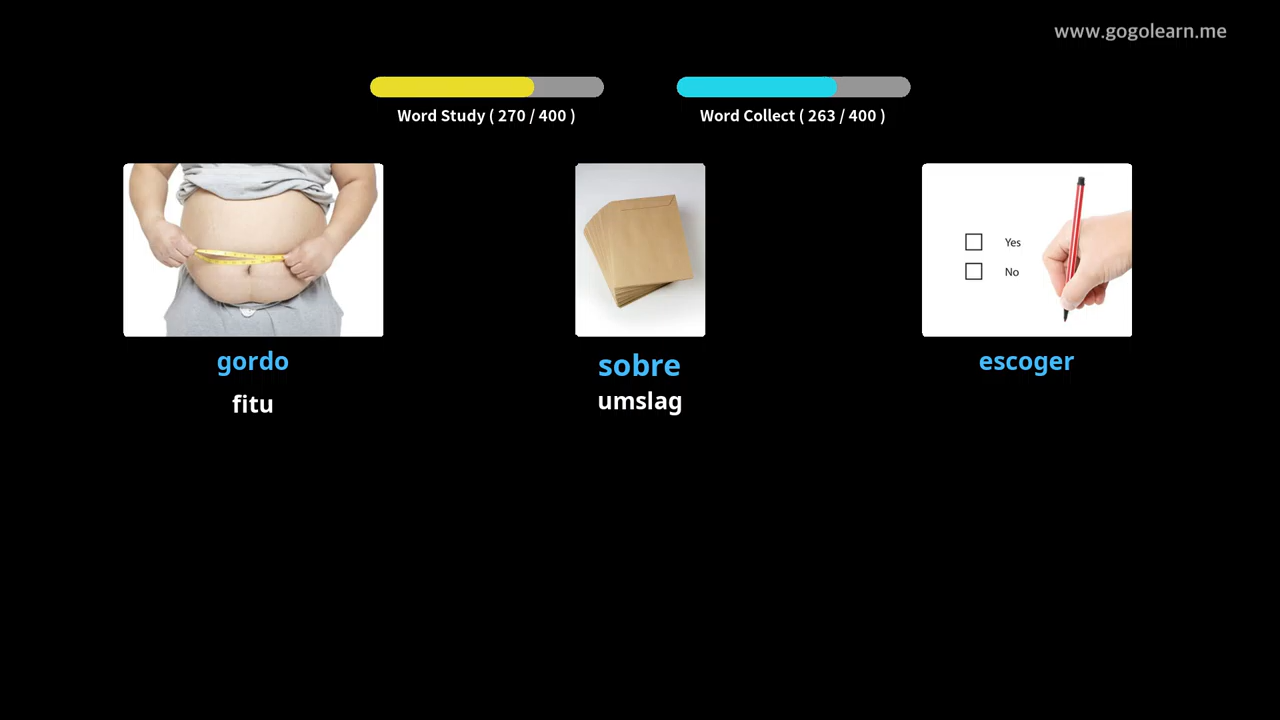 www.gogolearn.me
Word Study ( 270 / 400 )
Word Collect ( 263 / 400 )
Yes
No
gordo
sobre
escoger
fitu
umslag